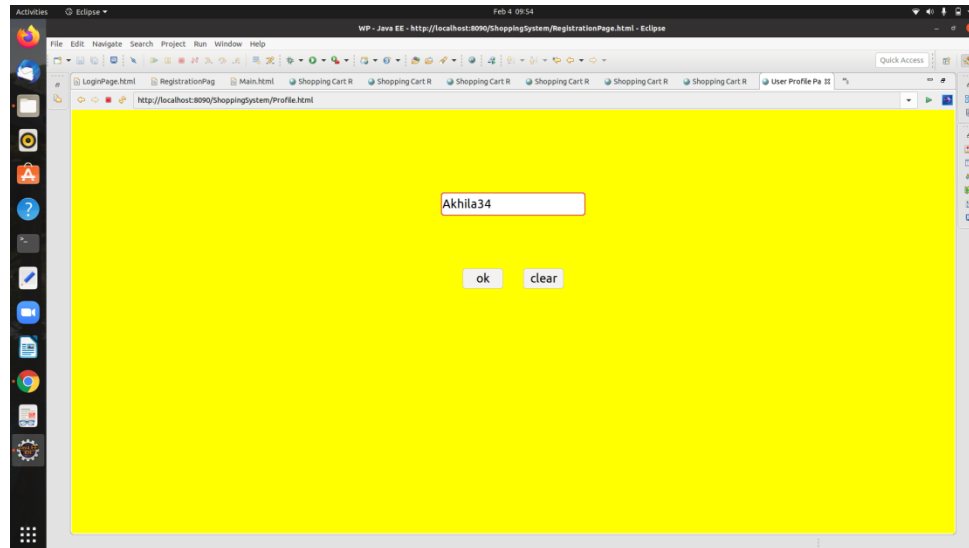 Activities Eclipse Feb 4 09:54
WP - Java EE - http://localhost:8090/ShoppingSystem/RegistrationPage.html - Eclipse
File Edit Navigate Search Project Run Window Help
Quick Access
LoginPage.html RegistrationPag Main.html Shopping Cart R Shopping Cart R Shopping Cart R Shopping Cart R Shopping Cart R User Profile Pa
http://localhost:8090/ShoppingSystem/Profile.html
Akhila34
ok clear